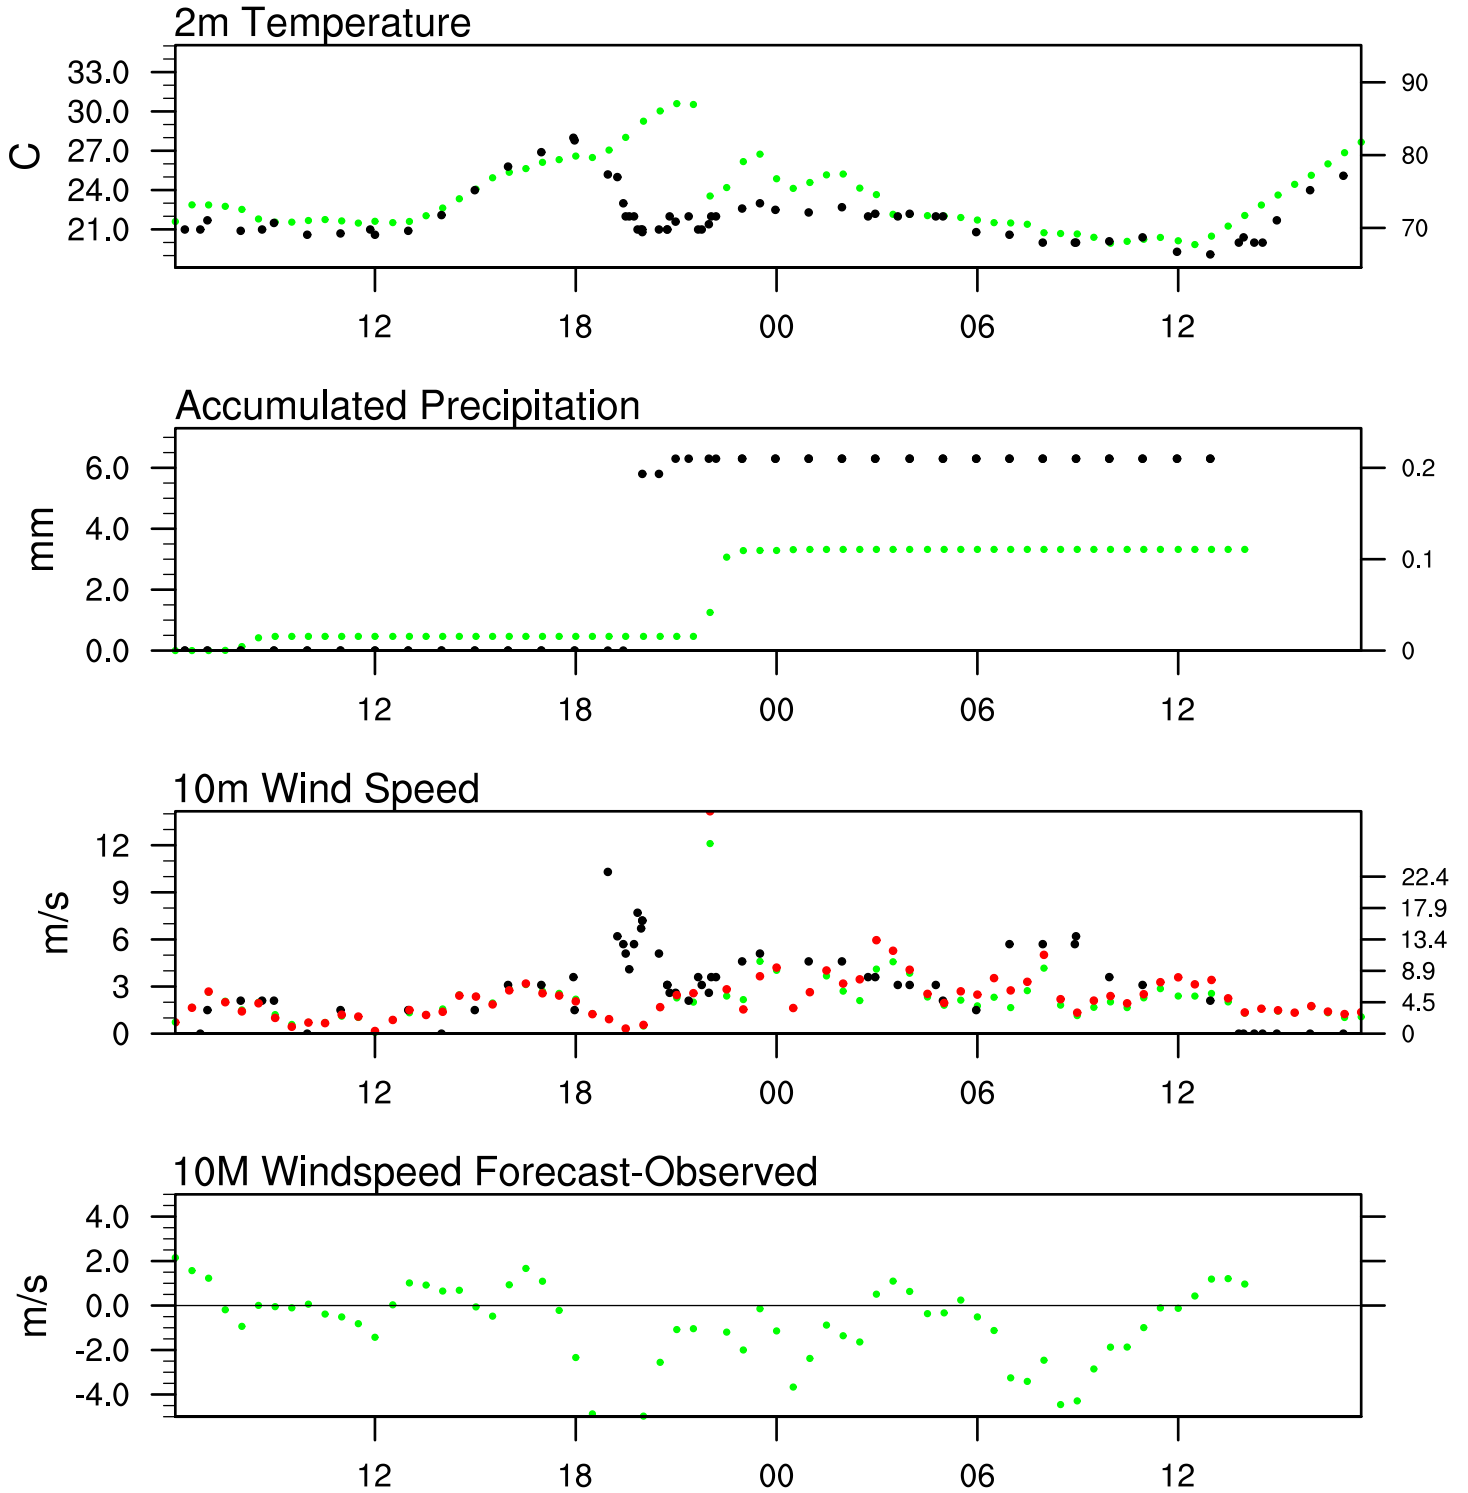 2m Temperature
33.0
30.0
27.0
24.0
21.0
C
90
80
70
12 18 00 06 12
Accumulated Precipitation
6.0
4.0
2.0
0.0
mm
0.2
0.1
0
12 18 00 06 12
10m Wind Speed
12
9
6
3
0
m/s
22.4
17.9
13.4
8.9
4.5
0
12 18 00 06 12
10M Windspeed Forecast-Observed
4.0
2.0
0.0
-2.0
-4.0
m/s
12 18 00 06 12